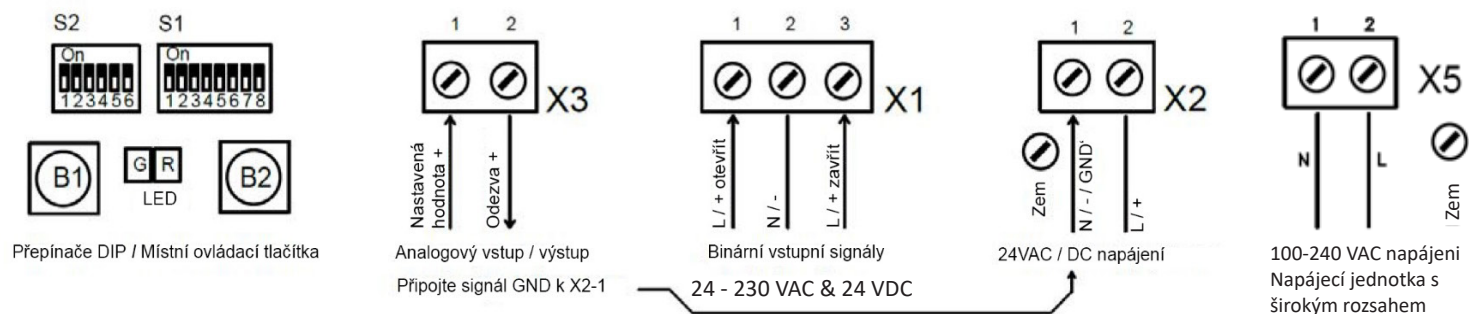 S2 S1
On On
123456 12345678
B1 G R B2
LED
Přepínače DIP / Místní ovládací tlačítka
1 2
X3
Nastavená
hodnota +
Odezva +
Analogový vstup / výstup
Připojte signál GND k X2-1
1 2 3
X1
L / + otevřít
N / -
L / + zavřít
Binární vstupní signály
24 - 230 VAC & 24 VDC
1 2
X2
Zem
N / - / GND'
L / +
24VAC / DC napájení
1 2
X5
N L
Zem
100-240 VAC napájeni
Napájecí jednotka s
širokým rozsahem